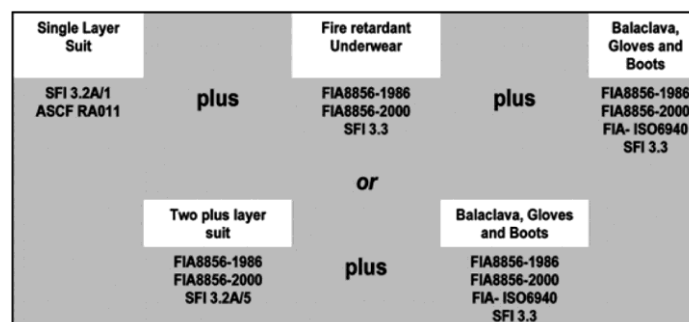 Single Layer
Suit
SFI 3.2A/1
ASCF RA011
plus
Fire retardant
Underwear
FIA8856-1986
FIA8856-2000
SFI 3.3
plus
Balaclava,
Gloves and
Boots
FIA8856-1986
FIA8856-2000
FIA- ISO6940
SFI 3.3
or
Two plus layer
suit
FIA8856-1986
FIA8856-2000
SFI 3.2A/5
plus
Balaclava, Gloves
and Boots
FIA8856-1986
FIA8856-2000
FIA- ISO6940
SFI 3.3